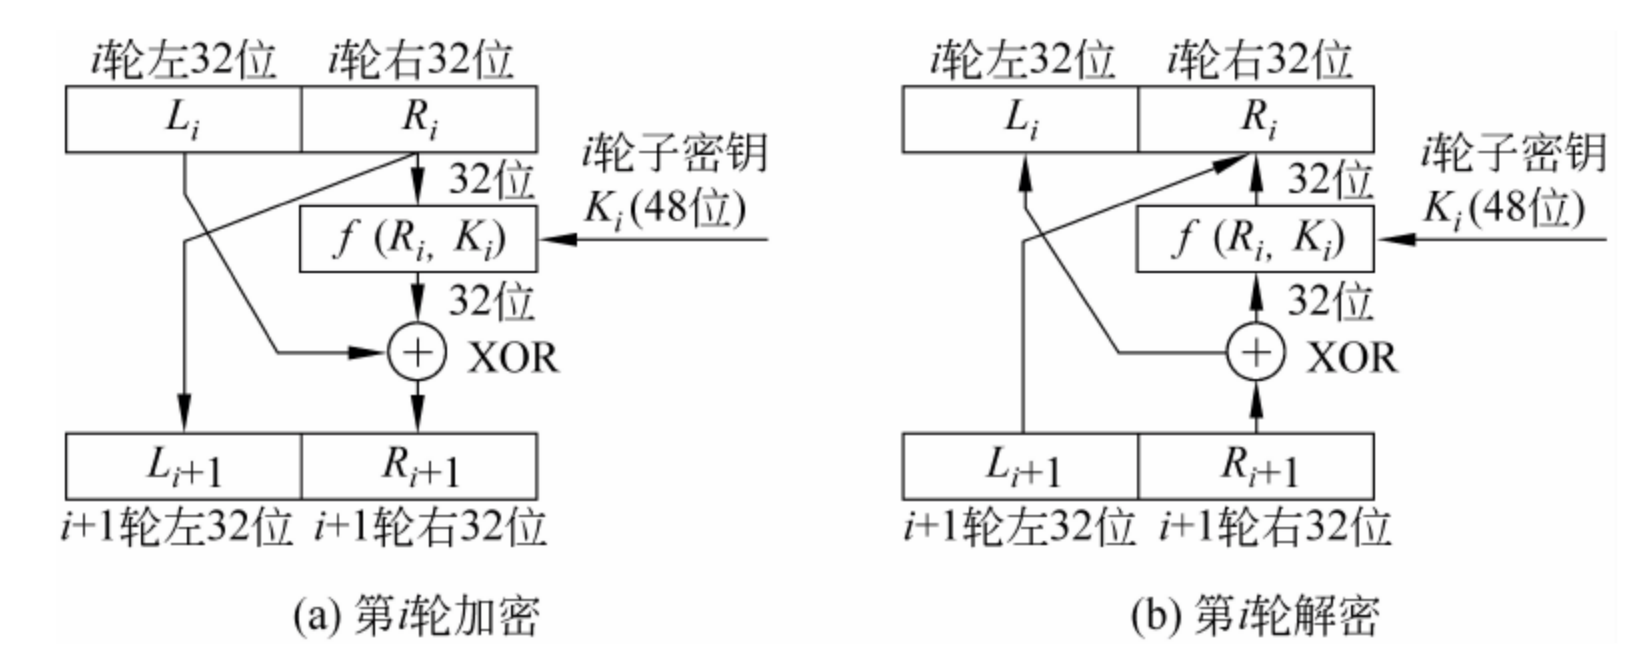 i轮左32位 i轮右32位
L_i R_i
i轮子密钥
K_i(48位)
32位
f (R_i, K_i)
32位
XOR
L_i+1 R_i+1
i+1轮左32位 i+1轮右32位
(a) 第i轮加密
i轮左32位 i轮右32位
L_i R_i
i轮子密钥
K_i(48位)
32位
f (R_i, K_i)
32位
XOR
L_i+1 R_i+1
i+1轮左32位 i+1轮右32位
(b) 第i轮解密